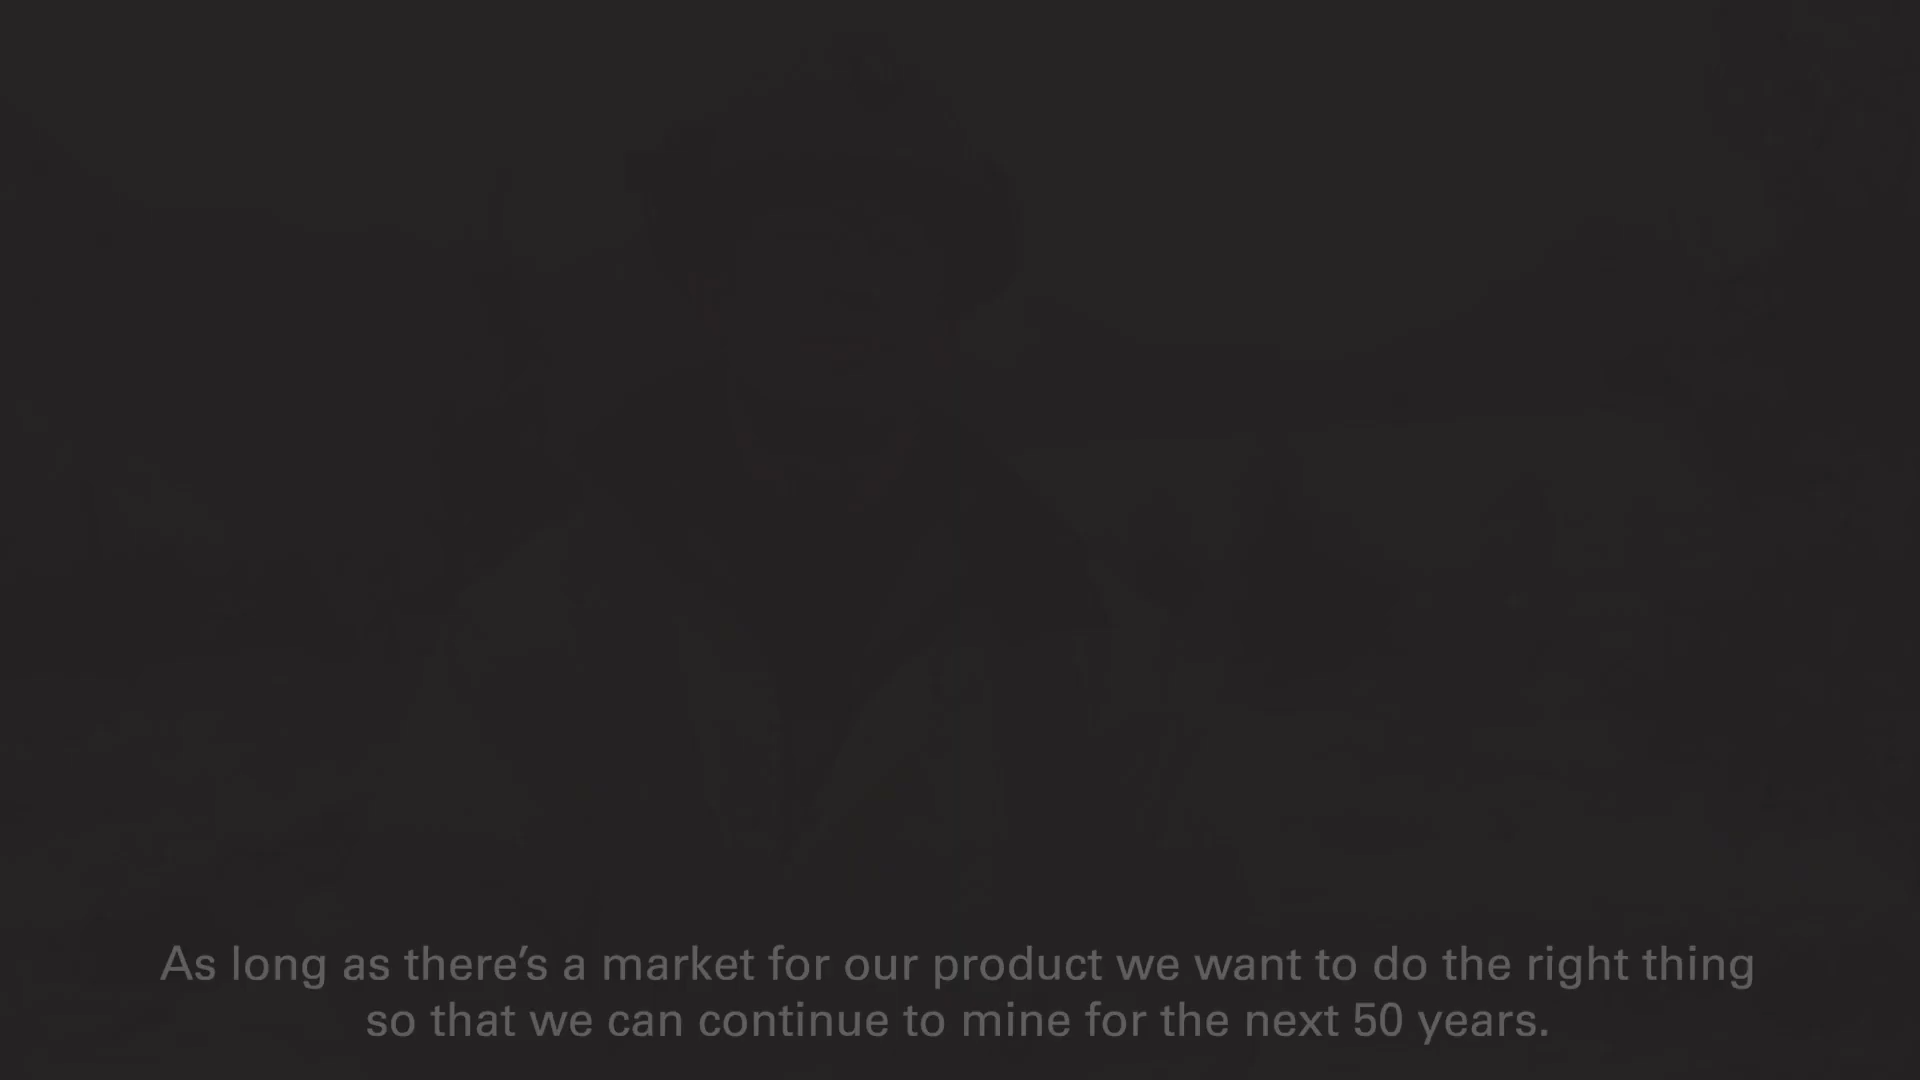 As long as there’s a market for our product we want to do the right thing
so that we can continue to mine for the next 50 years.